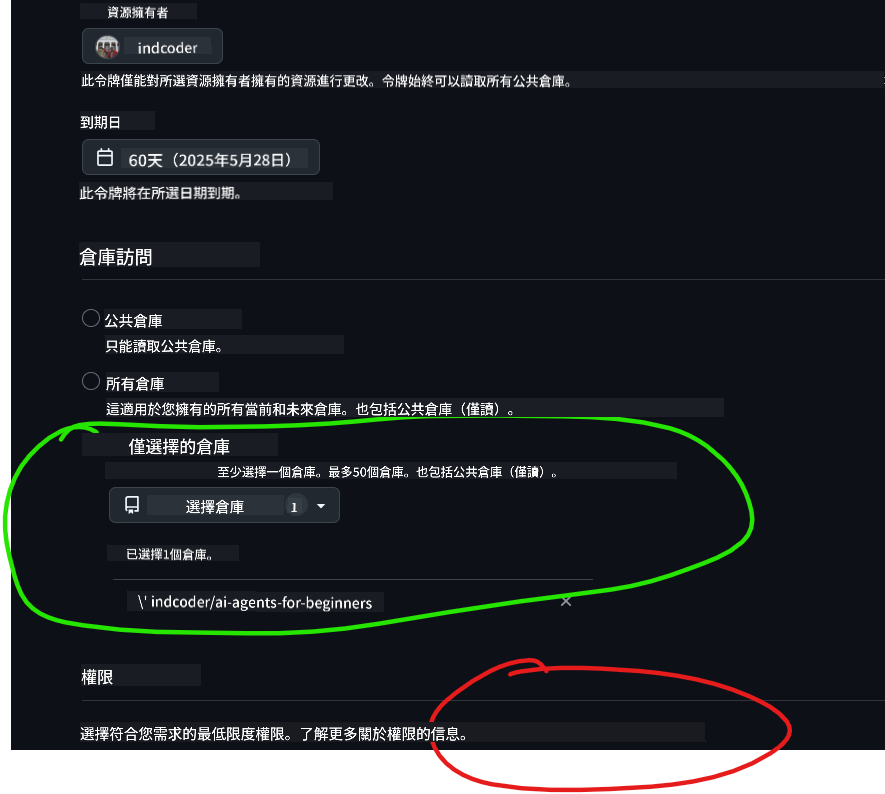 資源擁有者
indcoder
此令牌僅能對所選資源擁有者擁有的資源進行更改。令牌始終可以讀取所有公共倉庫。
到期日
60天（2025年5月28日）
此令牌將在所選日期到期。
倉庫訪問
公共倉庫
只能讀取公共倉庫。
所有倉庫
這適用於您擁有的所有當前和未來倉庫。也包括公共倉庫（僅讀）。
僅選擇的倉庫
至少選擇一個倉庫。最多50個倉庫。也包括公共倉庫（僅讀）。
選擇倉庫 1
已選擇1個倉庫。
\' indcoder/ai-agents-for-beginners
權限
選擇符合您需求的最低限度權限。了解更多關於權限的信息。